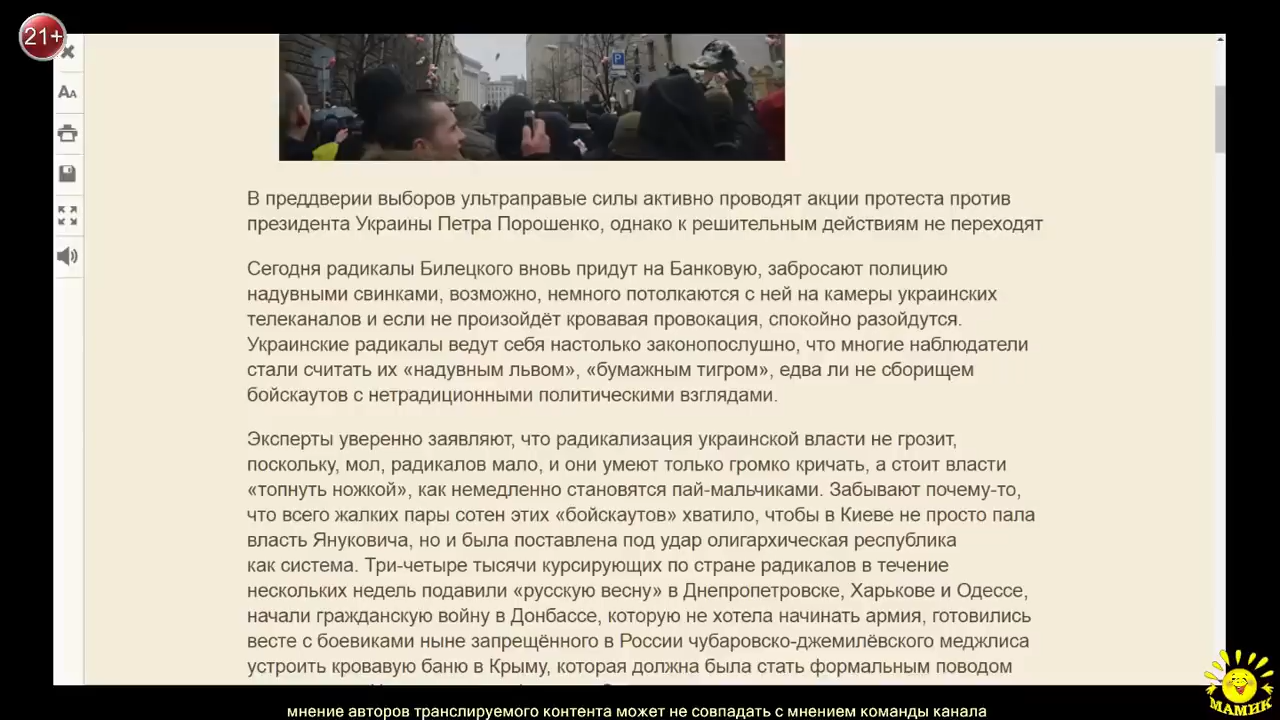 21+
P
AA
В преддверии выборов ультраправые силы активно проводят акции протеста против
президента Украины Петра Порошенко, однако к решительным действиям не переходят
Сегодня радикалы Билецкого вновь придут на Банковую, забросают полицию
надувными свинками, возможно, немного потолкаются с ней на камеры украинских
телеканалов и если не произойдёт кровавая провокация, спокойно разойдутся.
Украинские радикалы ведут себя настолько законопослушно, что многие наблюдатели
стали считать их «надувным львом», «бумажным тигром», едва ли не сборищем
бойскаутов с нетрадиционными политическими взглядами.
Эксперты уверенно заявляют, что радикализация украинской власти не грозит,
поскольку, мол, радикалов мало, и они умеют только громко кричать, а стоит власти
«топнуть ножкой», как немедленно становятся пай-мальчиками. Забывают почему-то,
что всего жалких пары сотен этих «бойскаутов» хватило, чтобы в Киеве не просто пала
власть Януковича, но и была поставлена под удар олигархическая республика
как система. Три-четыре тысячи курсирующих по стране радикалов в течение
нескольких недель подавили «русскую весну» в Днепропетровске, Харькове и Одессе,
начали гражданскую войну в Донбассе, которую не хотела начинать армия, готовились
весте с боевиками ныне запрещённого в России чубаровско-джемилёвского меджлиса
устроить кровавую баню в Крыму, которая должна была стать формальным поводом
МАМИК
мнение авторов транслируемого контента может не совпадать с мнением команды канала